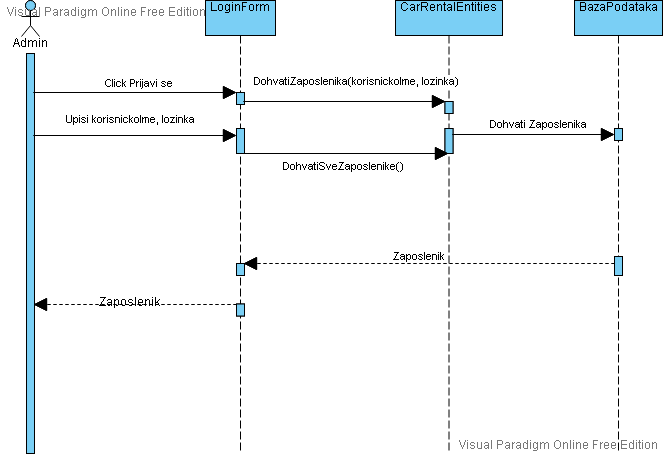 Visual Paradigm Online Free Edition
LoginForm
CarRentalEntities
BazaPodataka
Admin
Click Prijavi se
DohvatiZaposlenika(korisnickoIme, lozinka)
Upisi korisnickoIme, lozinka
Dohvati Zaposlenika
DohvatiSveZaposlenike()
Zaposlenik
Zaposlenik
Visual Paradigm Online Free Edition